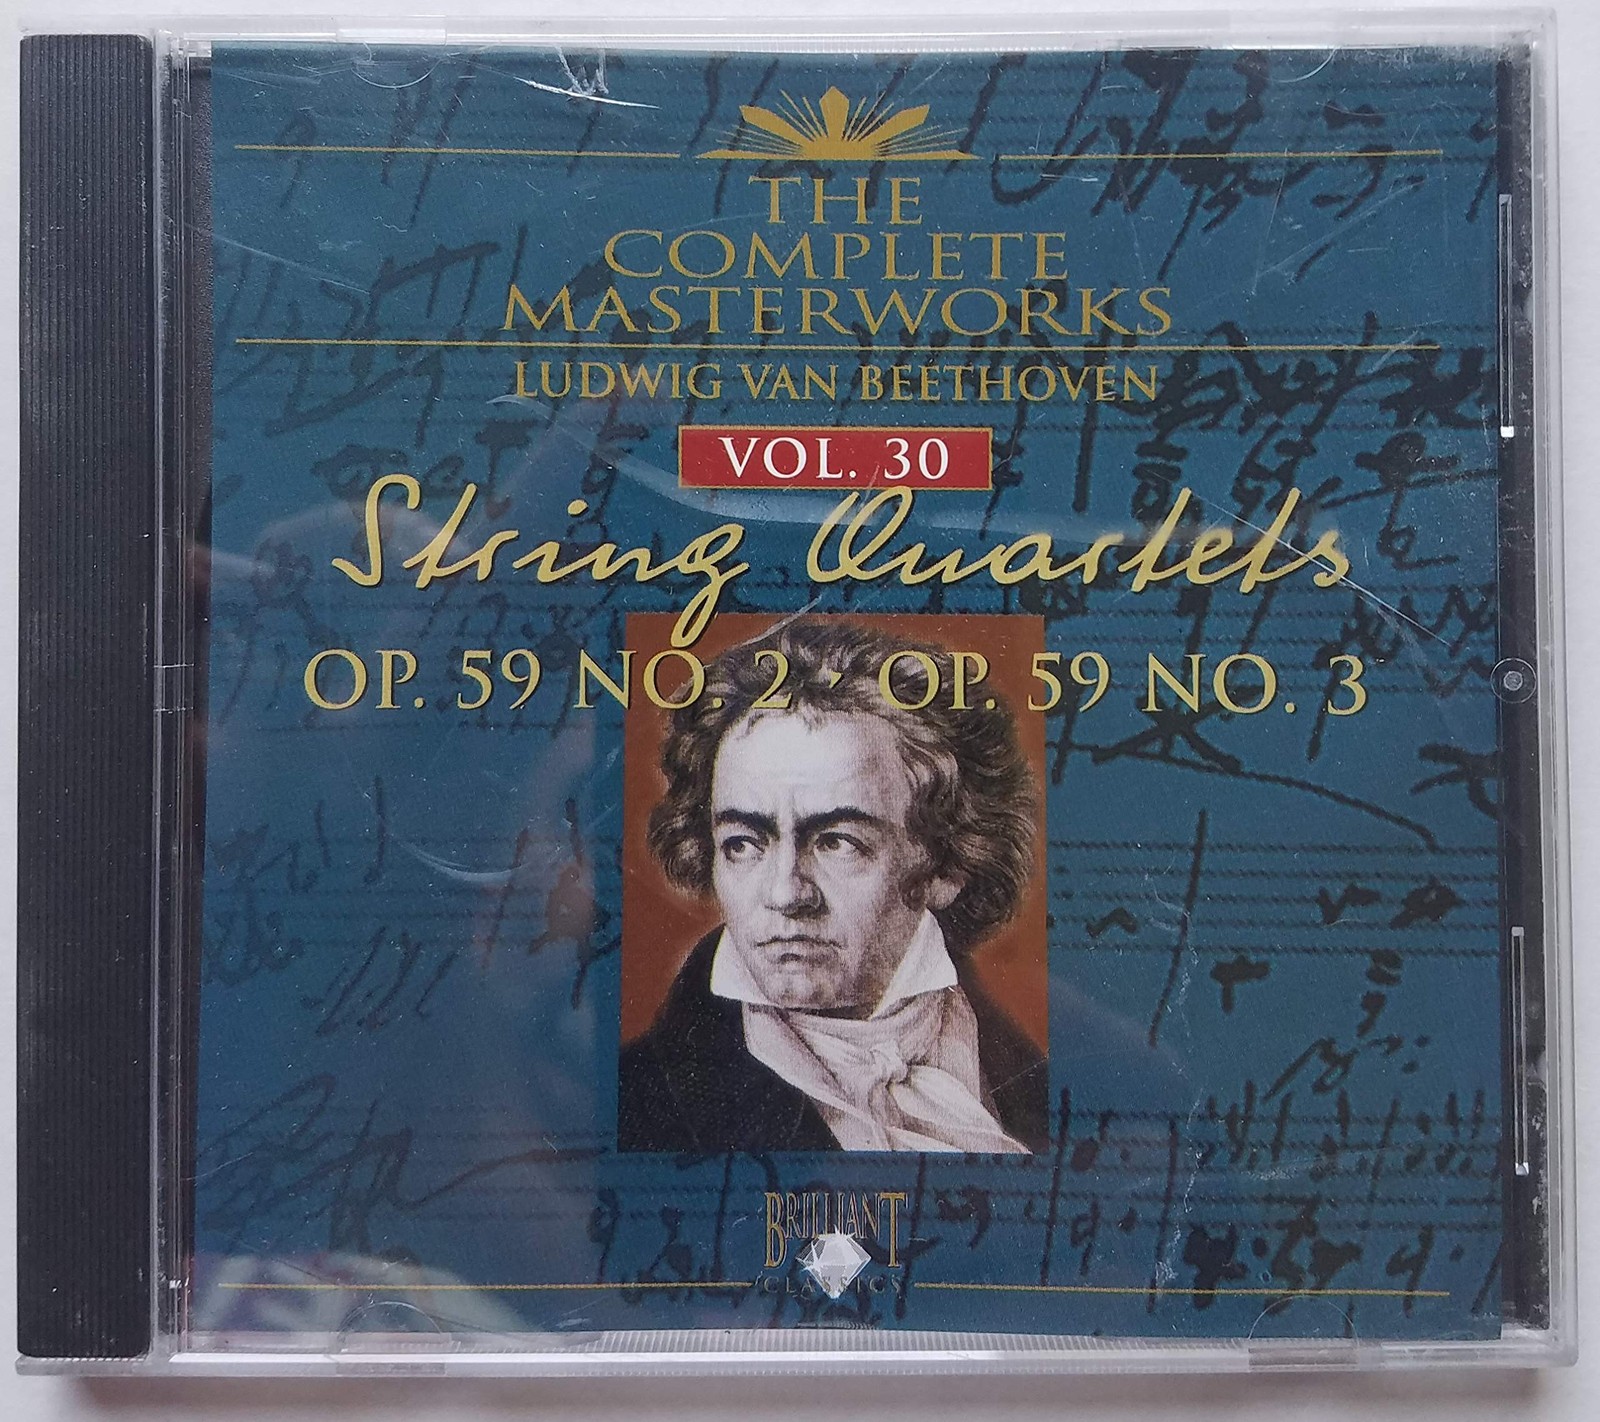 THE
COMPLETE
MASTERWORKS
LUDWIG VAN BEETHOVEN
VOL. 30
String Quartets
OP. 59 NO. 2 · OP. 59 NO. 3
BRILLIANT
CLASSICS